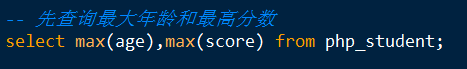 -- 先查询最大年龄和最高分数
select max(age),max(score) from php_student;